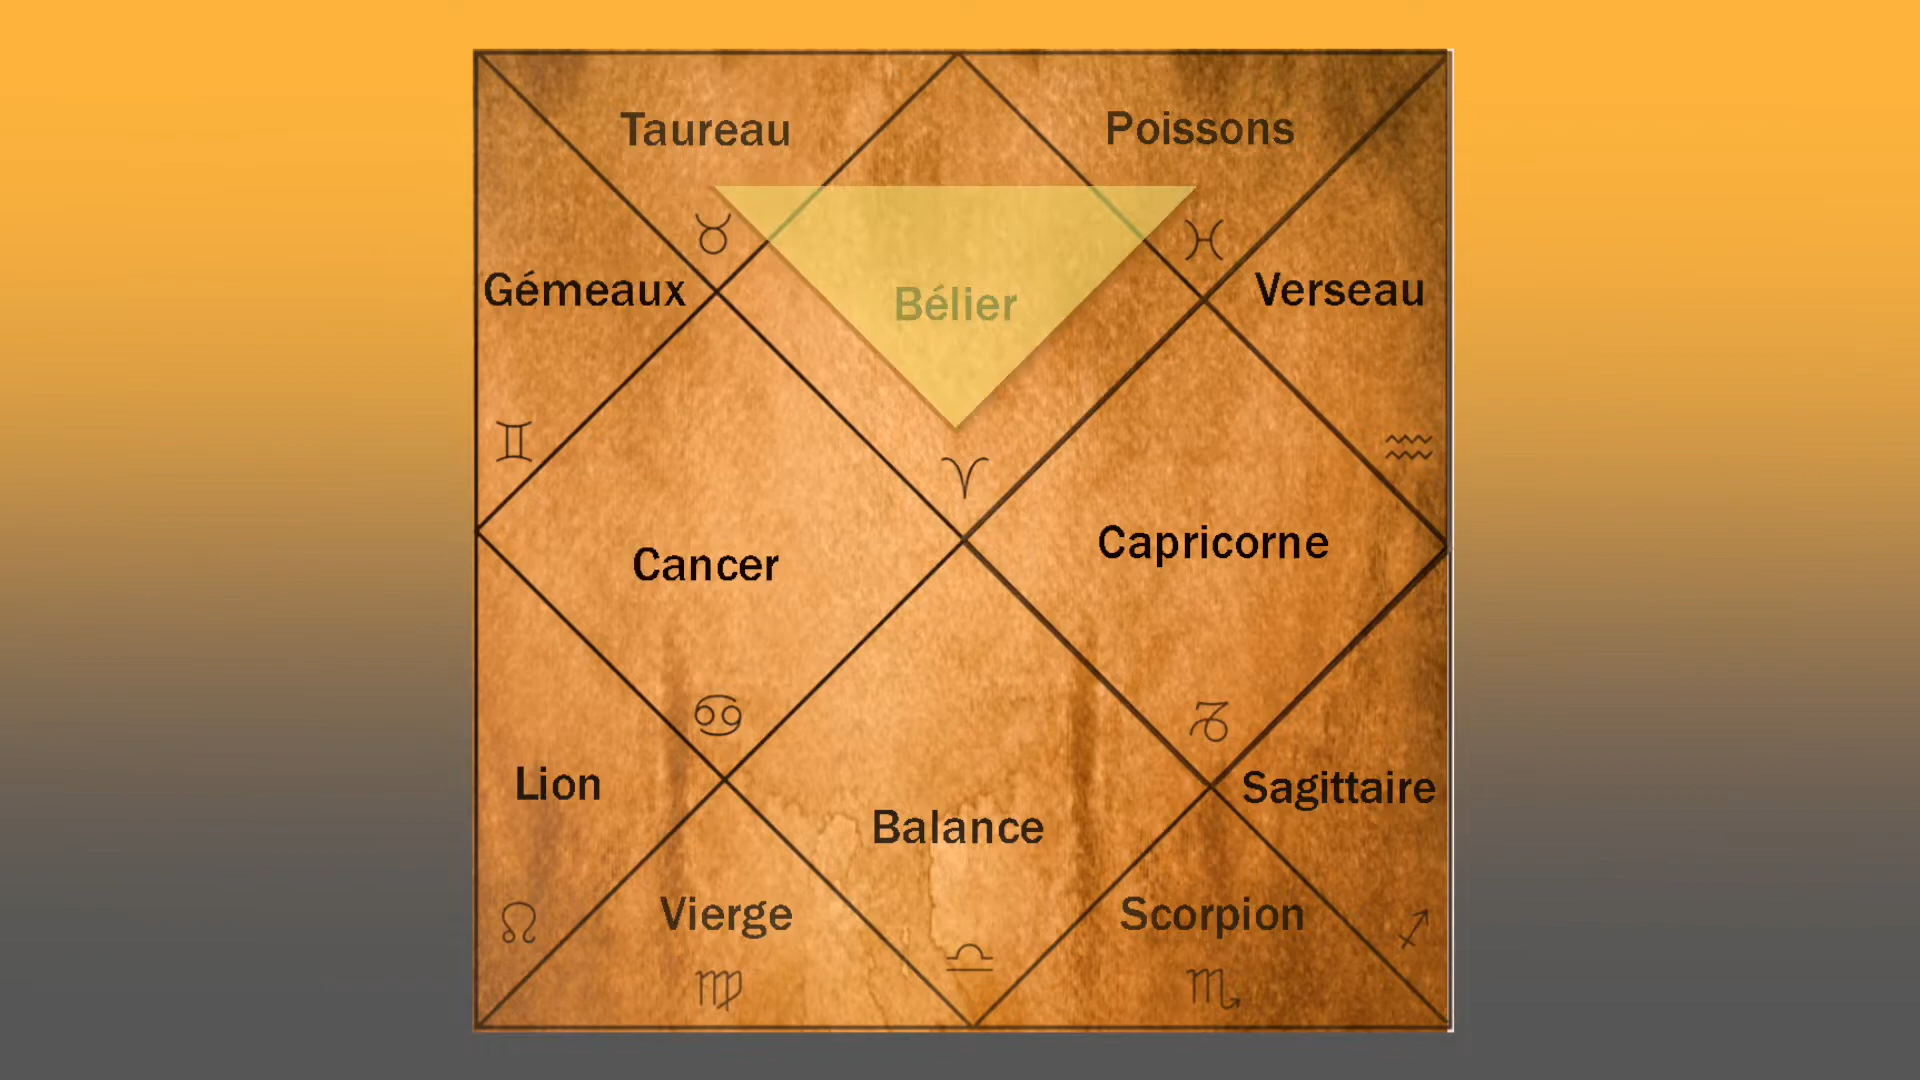 Taureau
Poissons
Gémeaux
Bélier
Verseau
Cancer
Capricorne
Lion
Balance
Sagittaire
Vierge
Scorpion